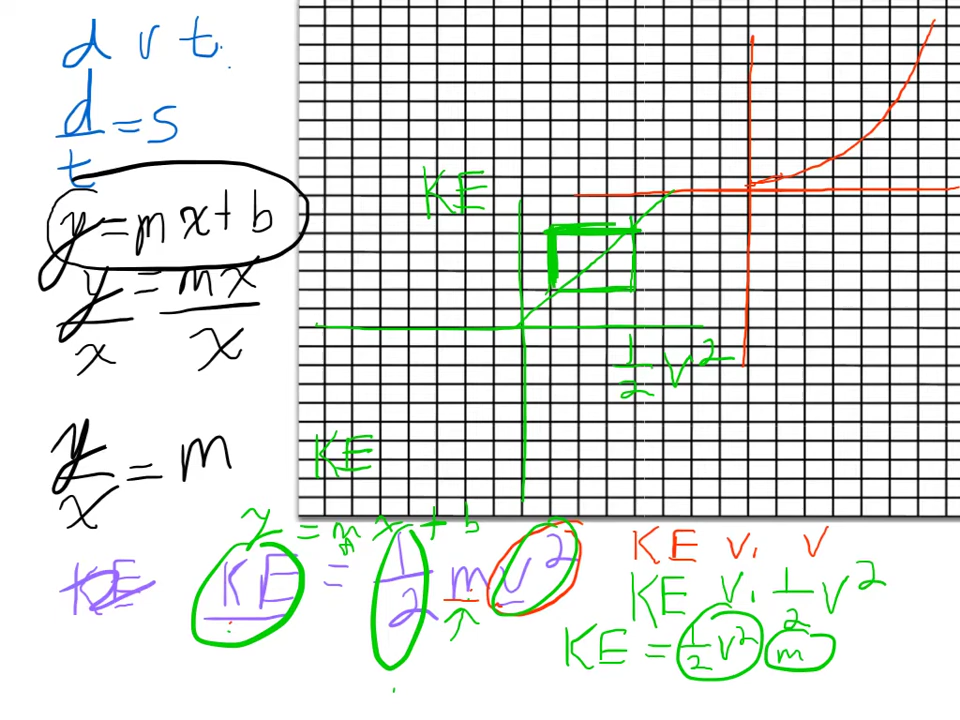 d v t.
d/t = s
y = mx + b
y/x = mx/x
y/x = m
KE
1/2 v²
KE
y = m x + b
KE
KE = 1/2 m v²
KE v. v
KE v. 1/2 v²
KE = 1/2 v² m